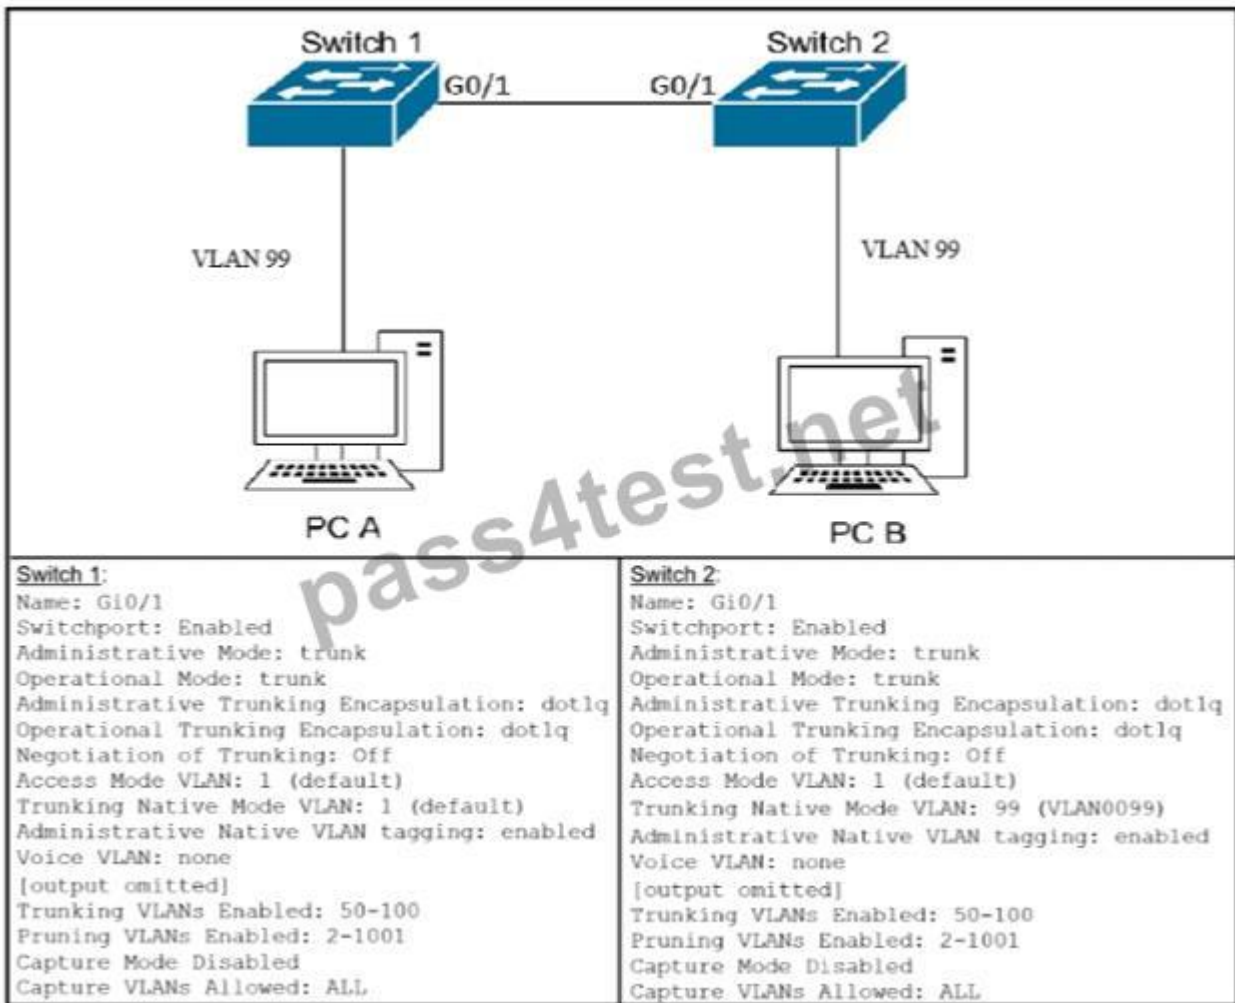 Switch 1
Switch 2
G0/1
G0/1
VLAN 99
VLAN 99
PC A
PC B
pass4test.net
Switch 1:
Name: Gi0/1
Switchport: Enabled
Administrative Mode: trunk
Operational Mode: trunk
Administrative Trunking Encapsulation: dot1q
Operational Trunking Encapsulation: dot1q
Negotiation of Trunking: Off
Access Mode VLAN: 1 (default)
Trunking Native Mode VLAN: 1 (default)
Administrative Native VLAN tagging: enabled
Voice VLAN: none
[output omitted]
Trunking VLANs Enabled: 50-100
Pruning VLANs Enabled: 2-1001
Capture Mode Disabled
Capture VLANs Allowed: ALL
Switch 2:
Name: Gi0/1
Switchport: Enabled
Administrative Mode: trunk
Operational Mode: trunk
Administrative Trunking Encapsulation: dot1q
Operational Trunking Encapsulation: dot1q
Negotiation of Trunking: Off
Access Mode VLAN: 1 (default)
Trunking Native Mode VLAN: 99 (VLAN0099)
Administrative Native VLAN tagging: enabled
Voice VLAN: none
[output omitted]
Trunking VLANs Enabled: 50-100
Pruning VLANs Enabled: 2-1001
Capture Mode Disabled
Capture VLANs Allowed: ALL